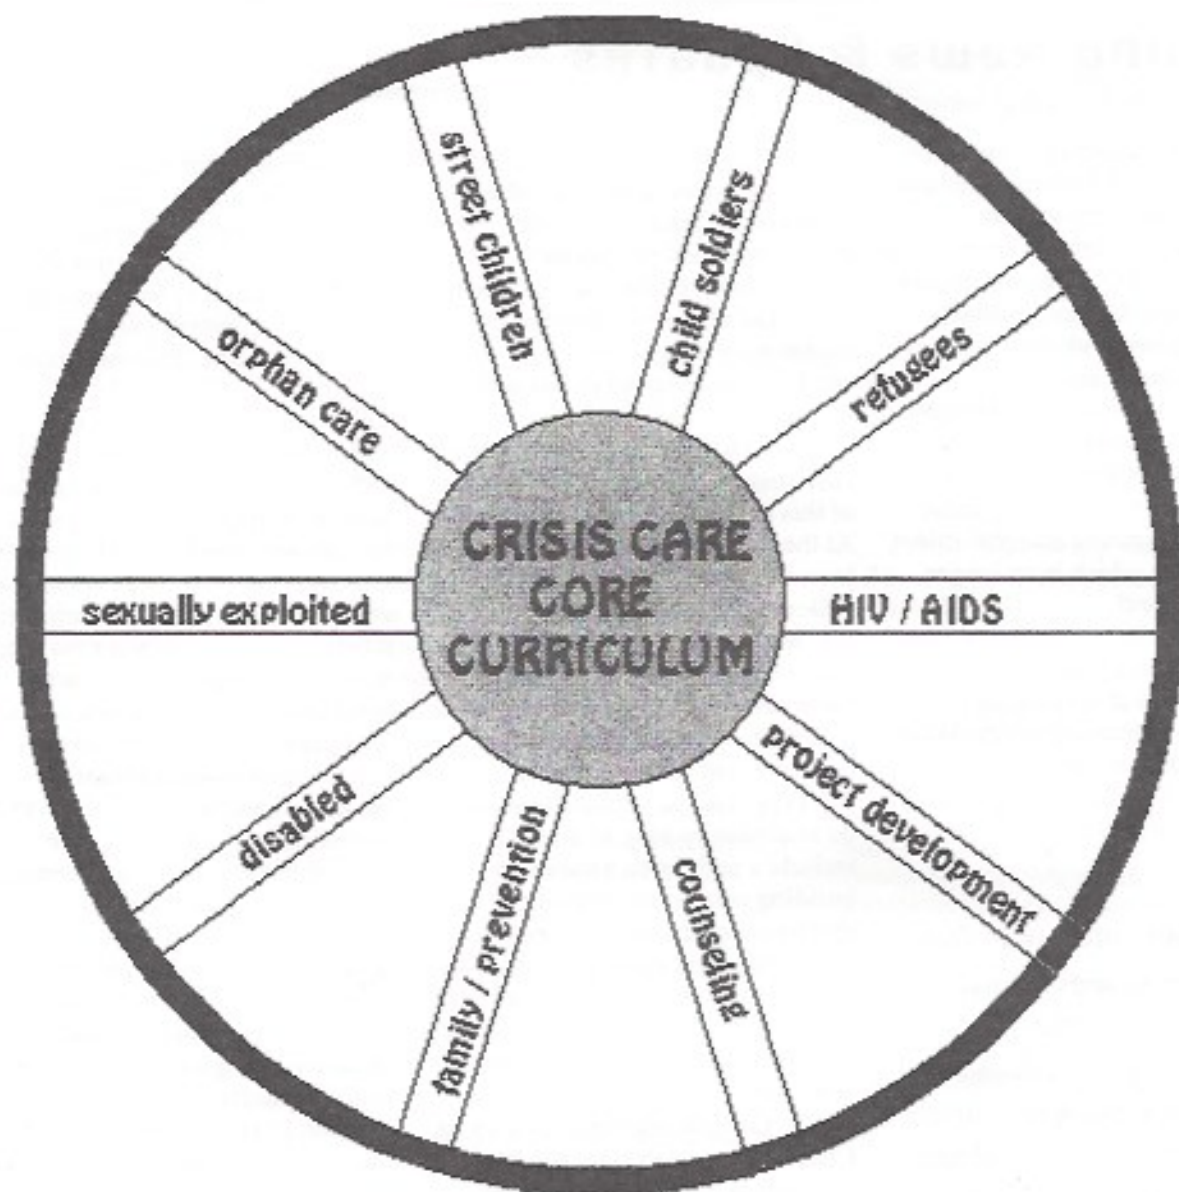 street children
child soldiers
orphan care
refugees
CRISIS CARE
CORE
CURRICULUM
sexually exploited
HIV / AIDS
disabled
project development
family / prevention
counseling